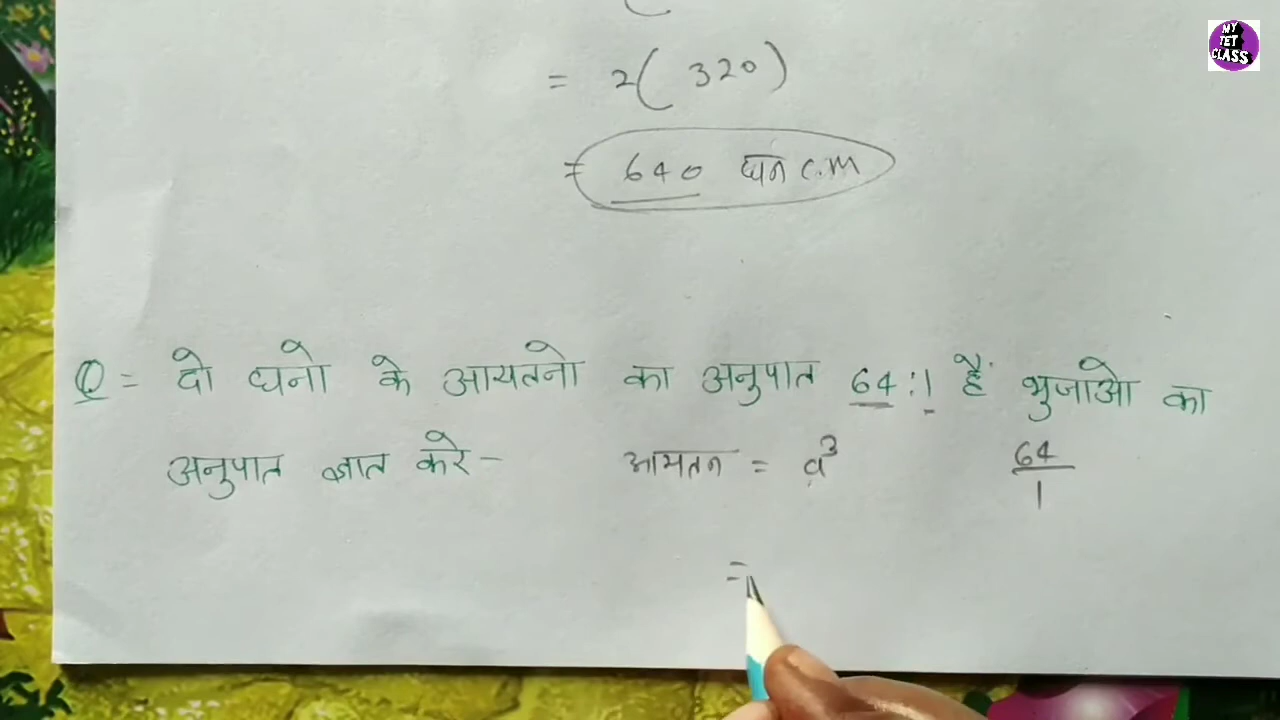 MY
TET
CLASS
= 2( 320)
= 640 घन C.M
Q = दो घनो के आयतनो का अनुपात 64:1 हैं भुजाओ का
अनुपात ज्ञात करे - आयतन = a³ 64/1
=